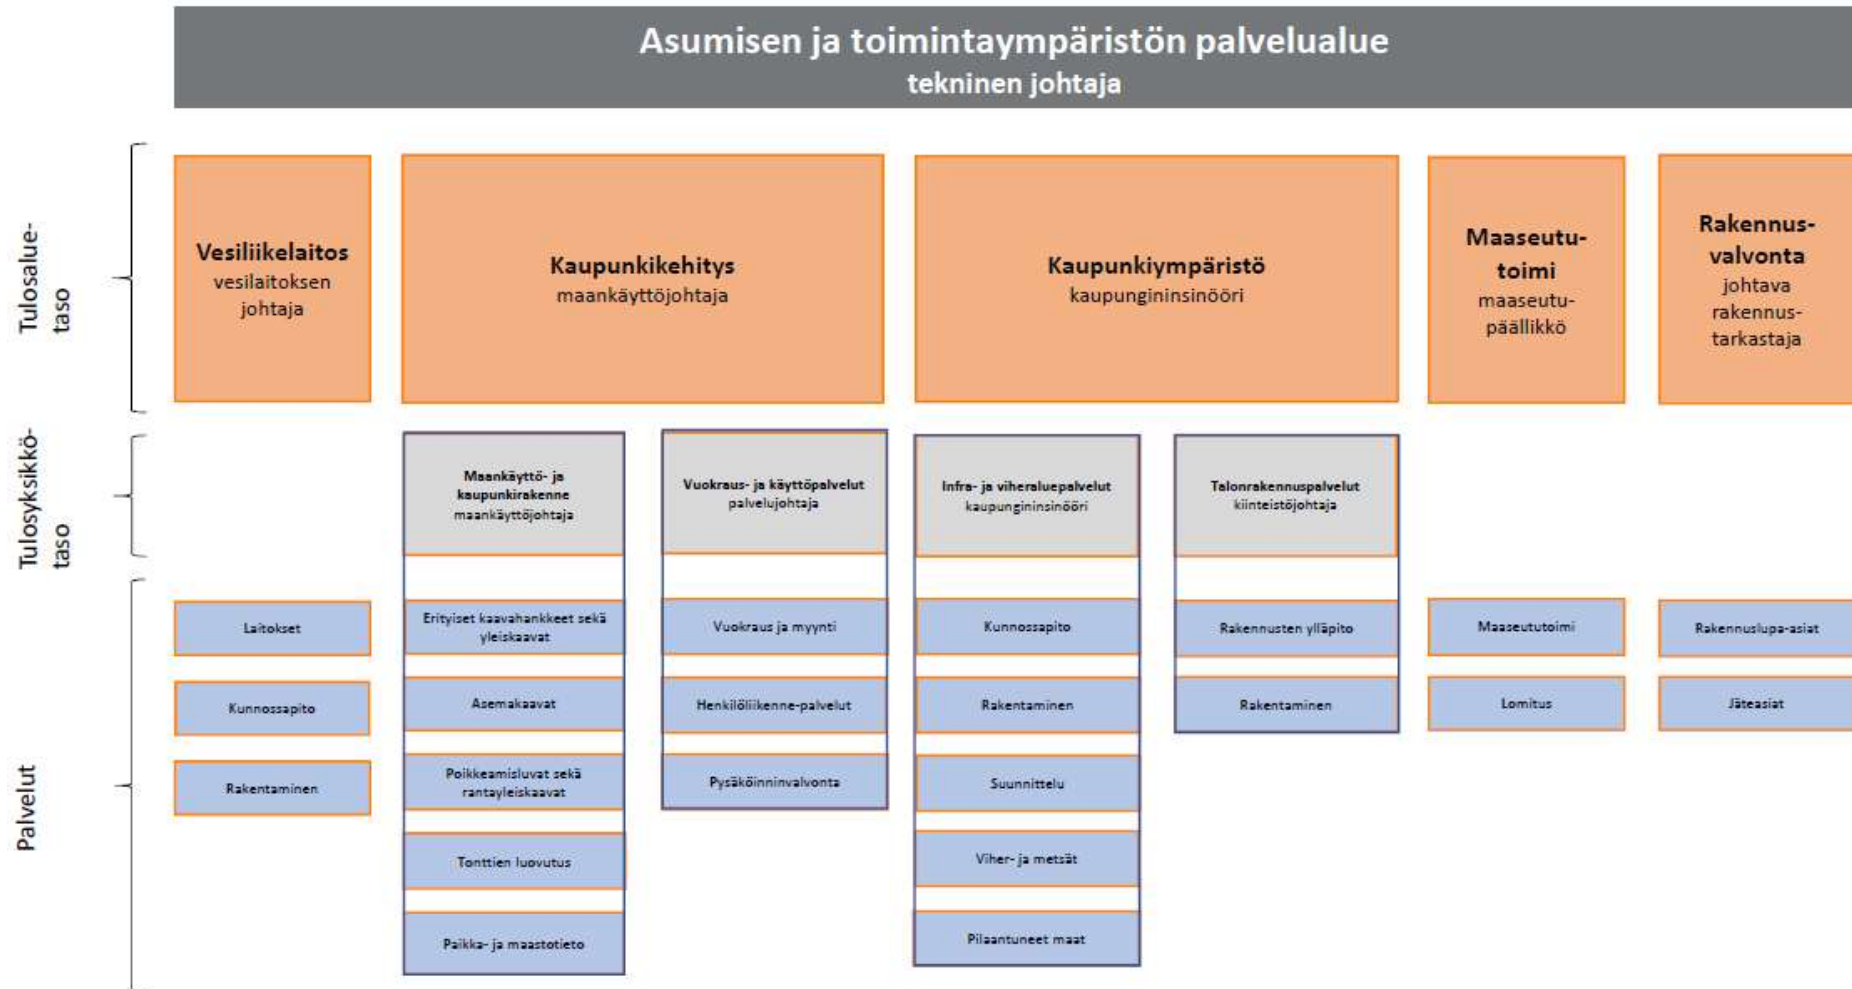 Asumisen ja toimintaympäristön palvelualue
tekninen johtaja
Tulosalue-
taso
Vesiliikelaitos
vesilaitoksen
johtaja
Kaupunkikehitys
maankäyttöjohtaja
Kaupunkiympäristö
kaupungininsinööri
Maaseutu-
toimi
maaseutu-
päällikkö
Rakennus-
valvonta
johtava
rakennus-
tarkastaja
Tulosyksikkö-
taso
Maankäyttö- ja
kaupunkirakenne
maankäyttöjohtaja
Vuokraus- ja käyttöpalvelut
palvelujohtaja
Infra- ja viheraluepalvelut
kaupungininsinööri
Talonrakennuspalvelut
kiinteistöjohtaja
Palvelut
Laitokset
Kunnossapito
Rakentaminen
Erityiset kaavahankkeet sekä
yleiskaavat
Asemakaavat
Poikkeamisluvat sekä
rantayleiskaavat
Tonttien luovutus
Paikka- ja maastotieto
Vuokraus ja myynti
Henkilöliikenne-palvelut
Pysäköinninvalvonta
Kunnossapito
Rakentaminen
Suunnittelu
Viher- ja metsät
Pilaantuneet maat
Rakennusten ylläpito
Rakentaminen
Maaseututoimi
Lomitus
Rakennuslupa-asiat
Jäteasiat